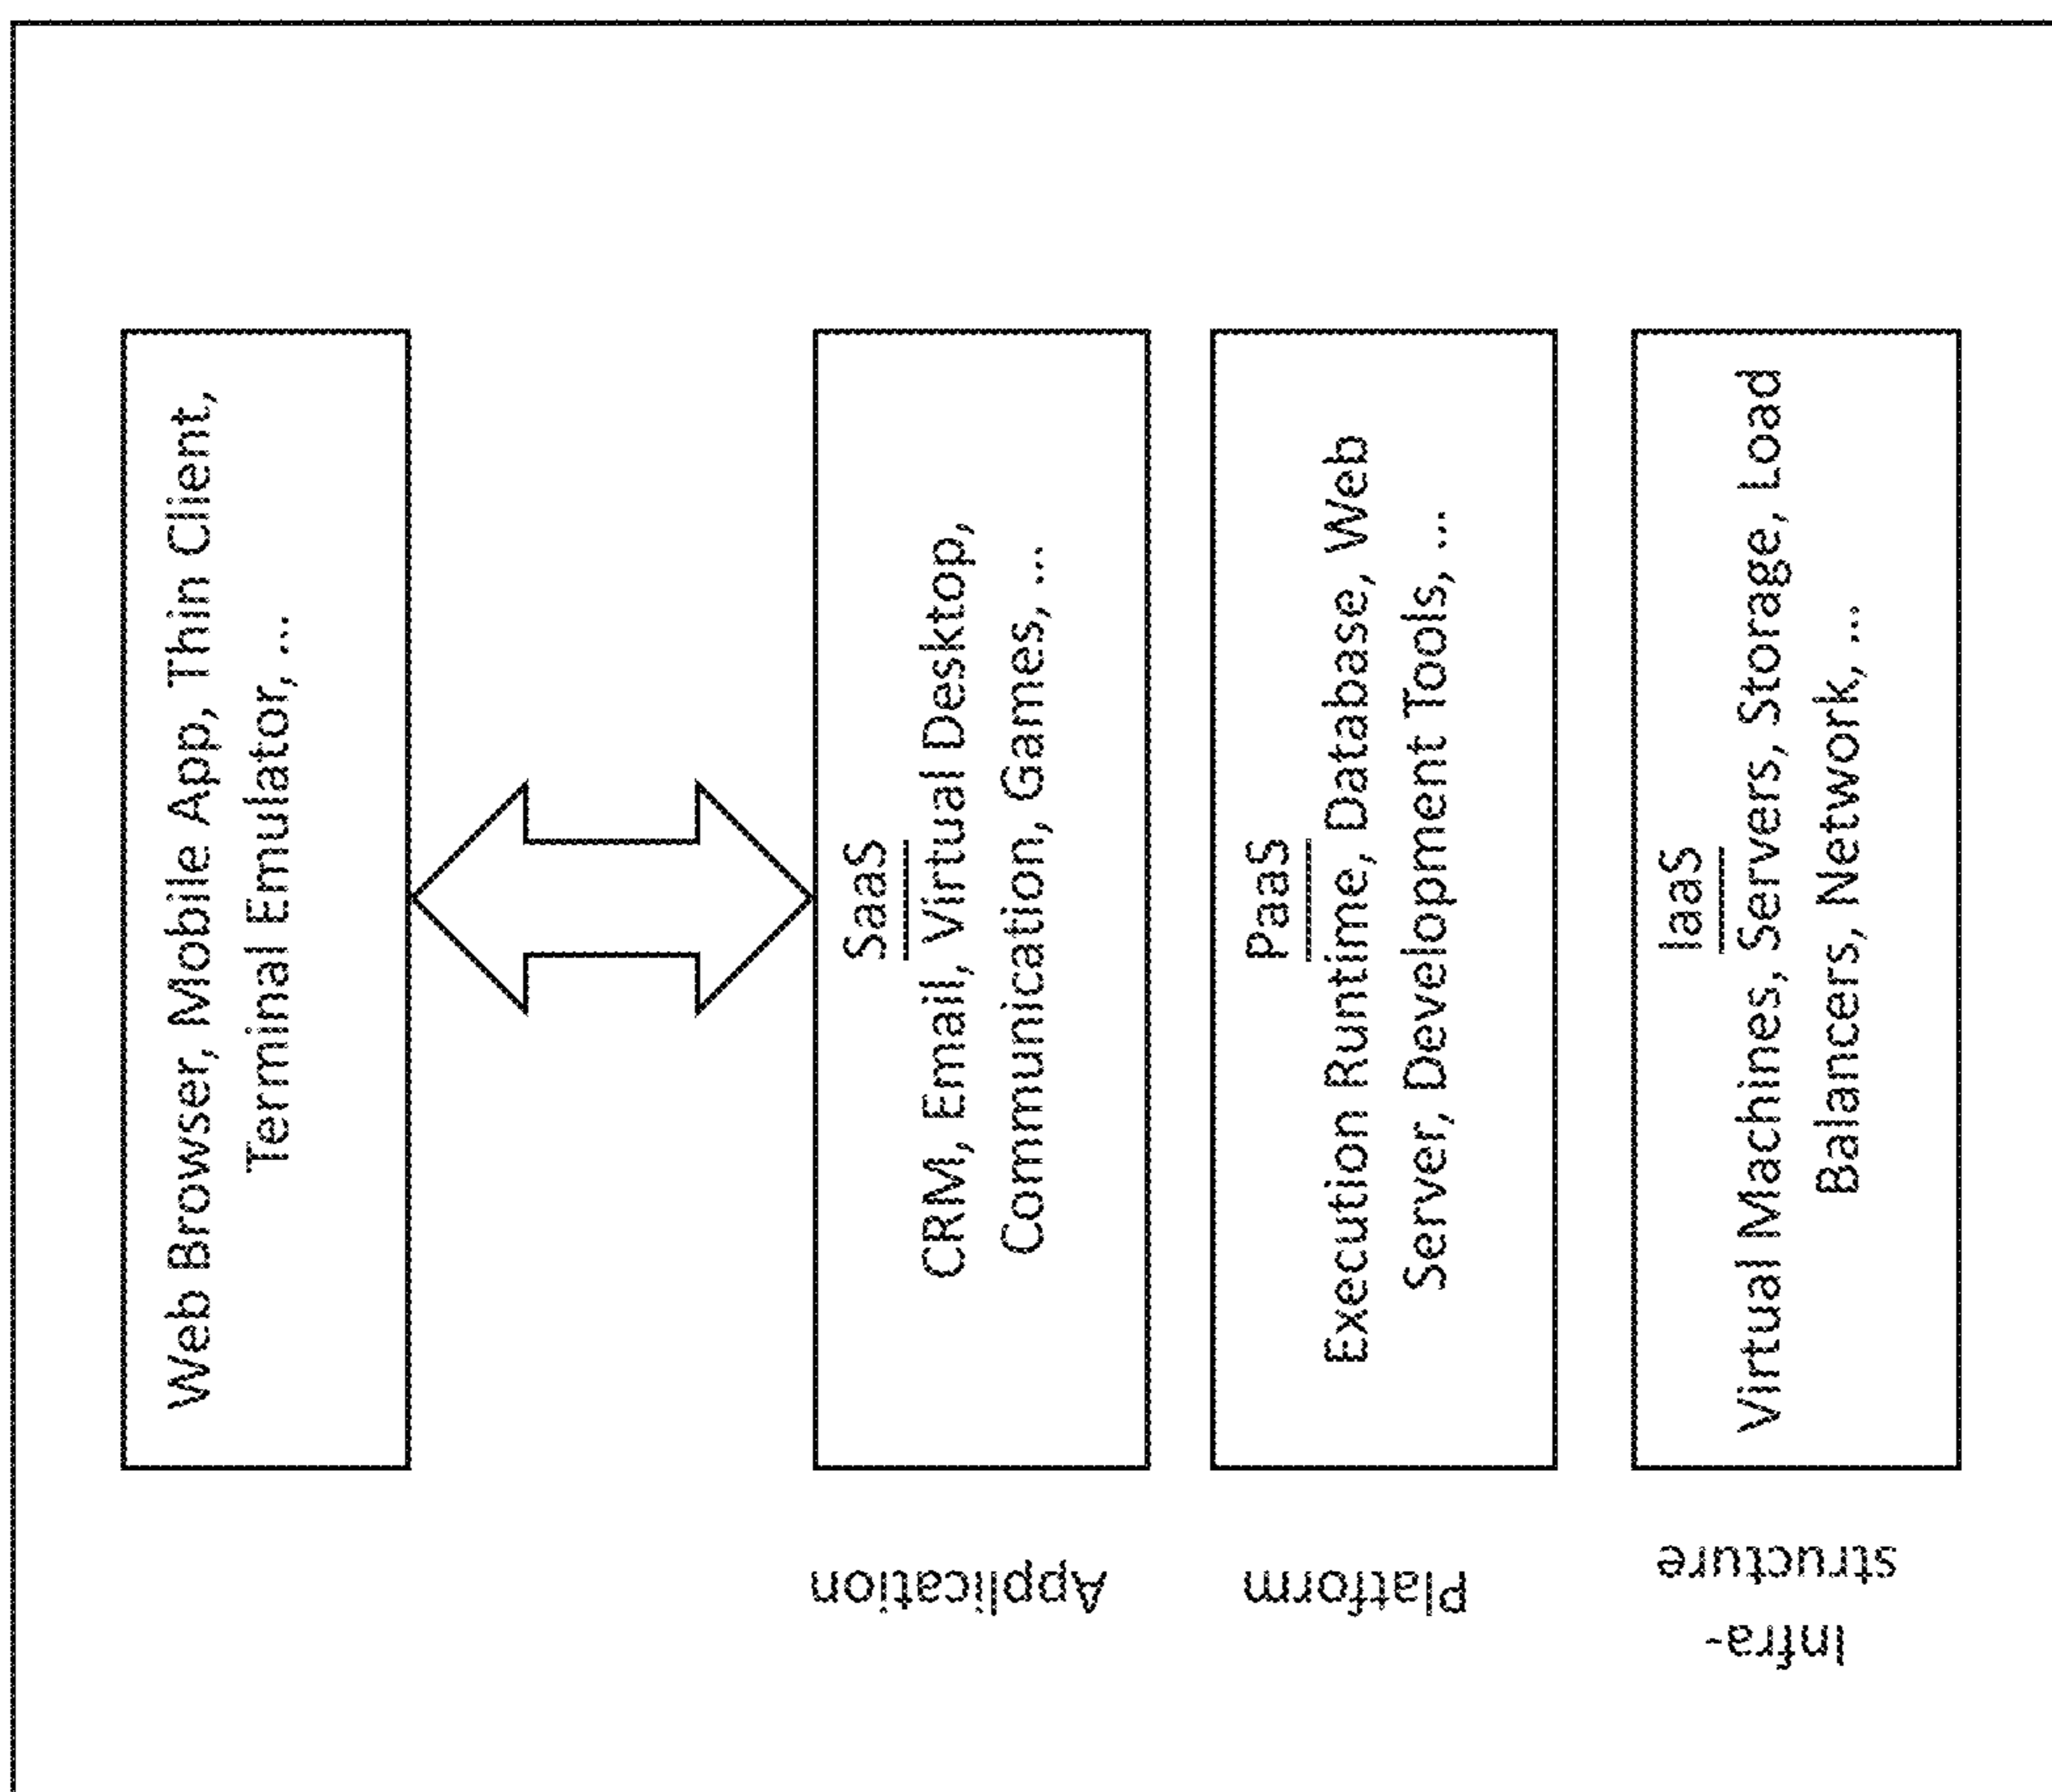 Web Browser, Mobile App, Thin Client,
Terminal Emulator, ...
Application
SaaS
CRM, Email, Virtual Desktop,
Communication, Games, ...
Platform
PaaS
Execution Runtime, Database, Web
Server, Development Tools, ...
Infra-
structure
IaaS
Virtual Machines, Servers, Storage, Load
Balancers, Network, ...